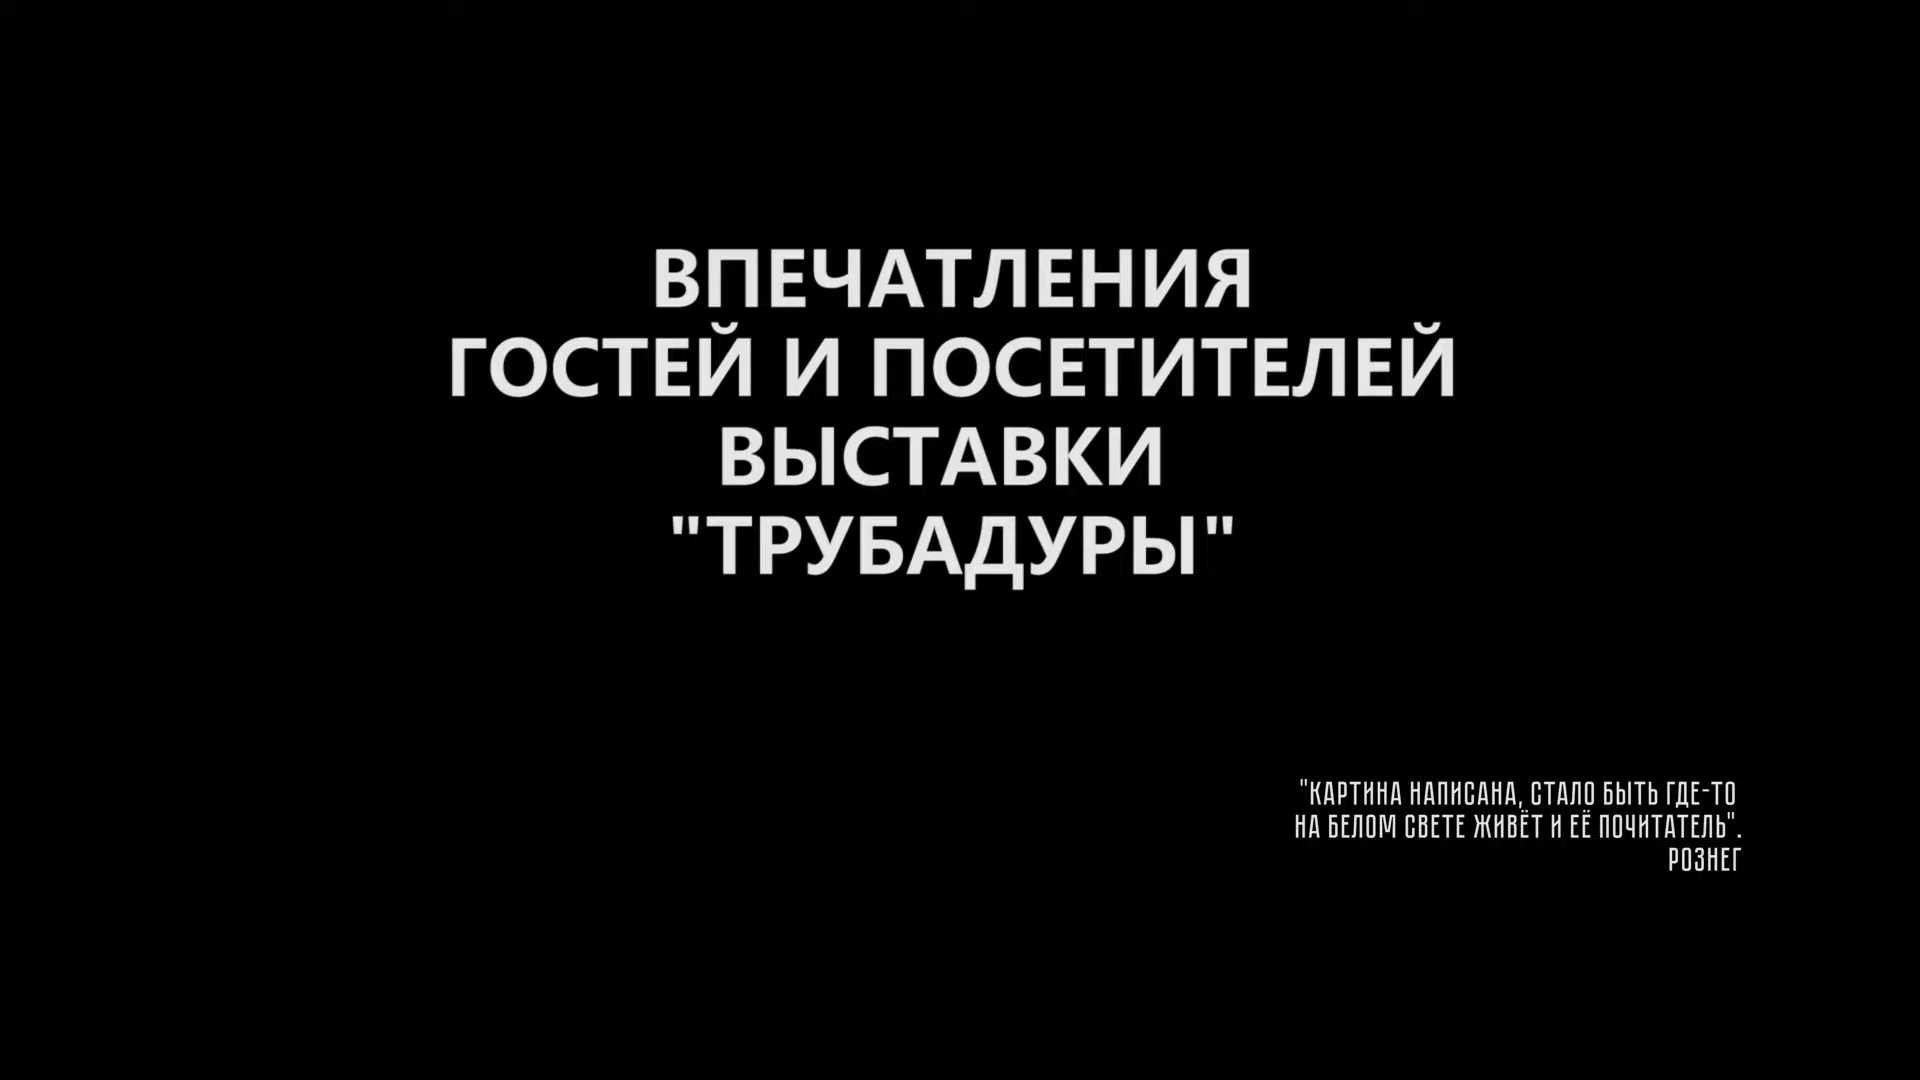 ВПЕЧАТЛЕНИЯ
ГОСТЕЙ И ПОСЕТИТЕЛЕЙ
ВЫСТАВКИ
"ТРУБАДУРЫ"
"КАРТИНА НАПИСАНА, СТАЛО БЫТЬ ГДЕ-ТО
НА БЕЛОМ СВЕТЕ ЖИВЁТ И ЕЁ ПОЧИТАТЕЛЬ".
РОЗНЕГ